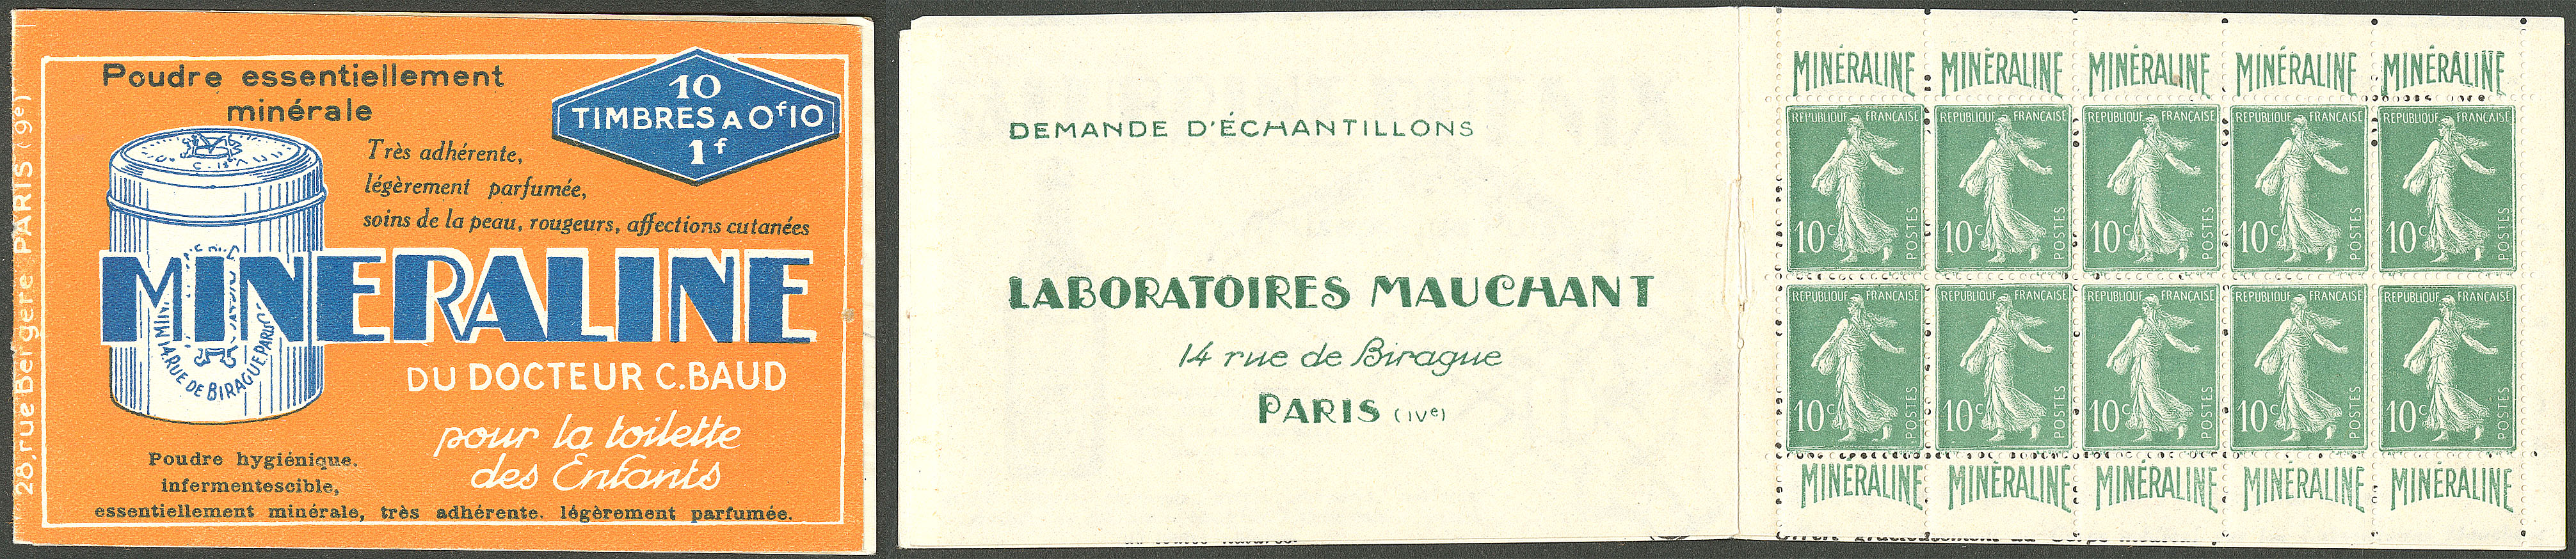 28, rue Bergere PARIS (9e)
Poudre essentiellement
minérale
10
TIMBRES A 0f10
1f
Très adhérente,
légèrement parfumée,
soins de la peau, rougeurs, affections cutanées
MINERALINE
14, RUE DE BIRAGUE PARIS
DU DOCTEUR C.BAUD
pour la toilette
des Enfants
Poudre hygiénique.
infermentescible,
essentiellement minérale, très adhérente. légèrement parfumée.
DEMANDE D'ÉCHANTILLONS
LABORATOIRES MAUCHANT
14 rue de Birague
PARIS (IVe)
MINÉRALINE MINÉRALINE MINÉRALINE MINÉRALINE MINÉRALINE
REPUBLIQUE FRANÇAISE REPUBLIQUE FRANÇAISE REPUBLIQUE FRANÇAISE REPUBLIQUE FRANÇAISE REPUBLIQUE FRANÇAISE
10c POSTES 10c POSTES 10c POSTES 10c POSTES 10c POSTES
REPUBLIQUE FRANÇAISE REPUBLIQUE FRANÇAISE REPUBLIQUE FRANÇAISE REPUBLIQUE FRANÇAISE REPUBLIQUE FRANÇAISE
10c POSTES 10c POSTES 10c POSTES 10c POSTES 10c POSTES
MINÉRALINE MINÉRALINE MINÉRALINE MINÉRALINE MINÉRALINE